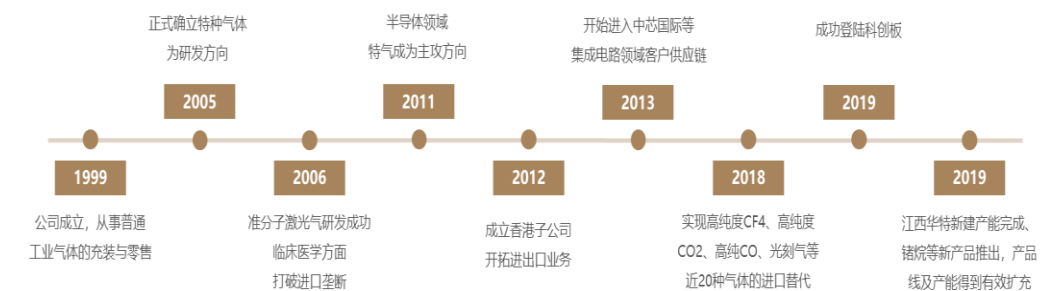 1999
公司成立，从事普通
工业气体的充装与零售
正式确立特种气体
为研发方向
2005
2006
准分子激光气研发成功
临床医学方面
打破进口垄断
半导体领域
特气成为主攻方向
2011
2012
成立香港子公司
开拓进出口业务
开始进入中芯国际等
集成电路领域客户供应链
2013
2018
实现高纯度CF4、高纯度
CO2、高纯CO、光刻气等
近20种气体的进口替代
成功登陆科创板
2019
2019
江西华特新建产能完成、
锗烷等新产品推出，产品
线及产能得到有效扩充